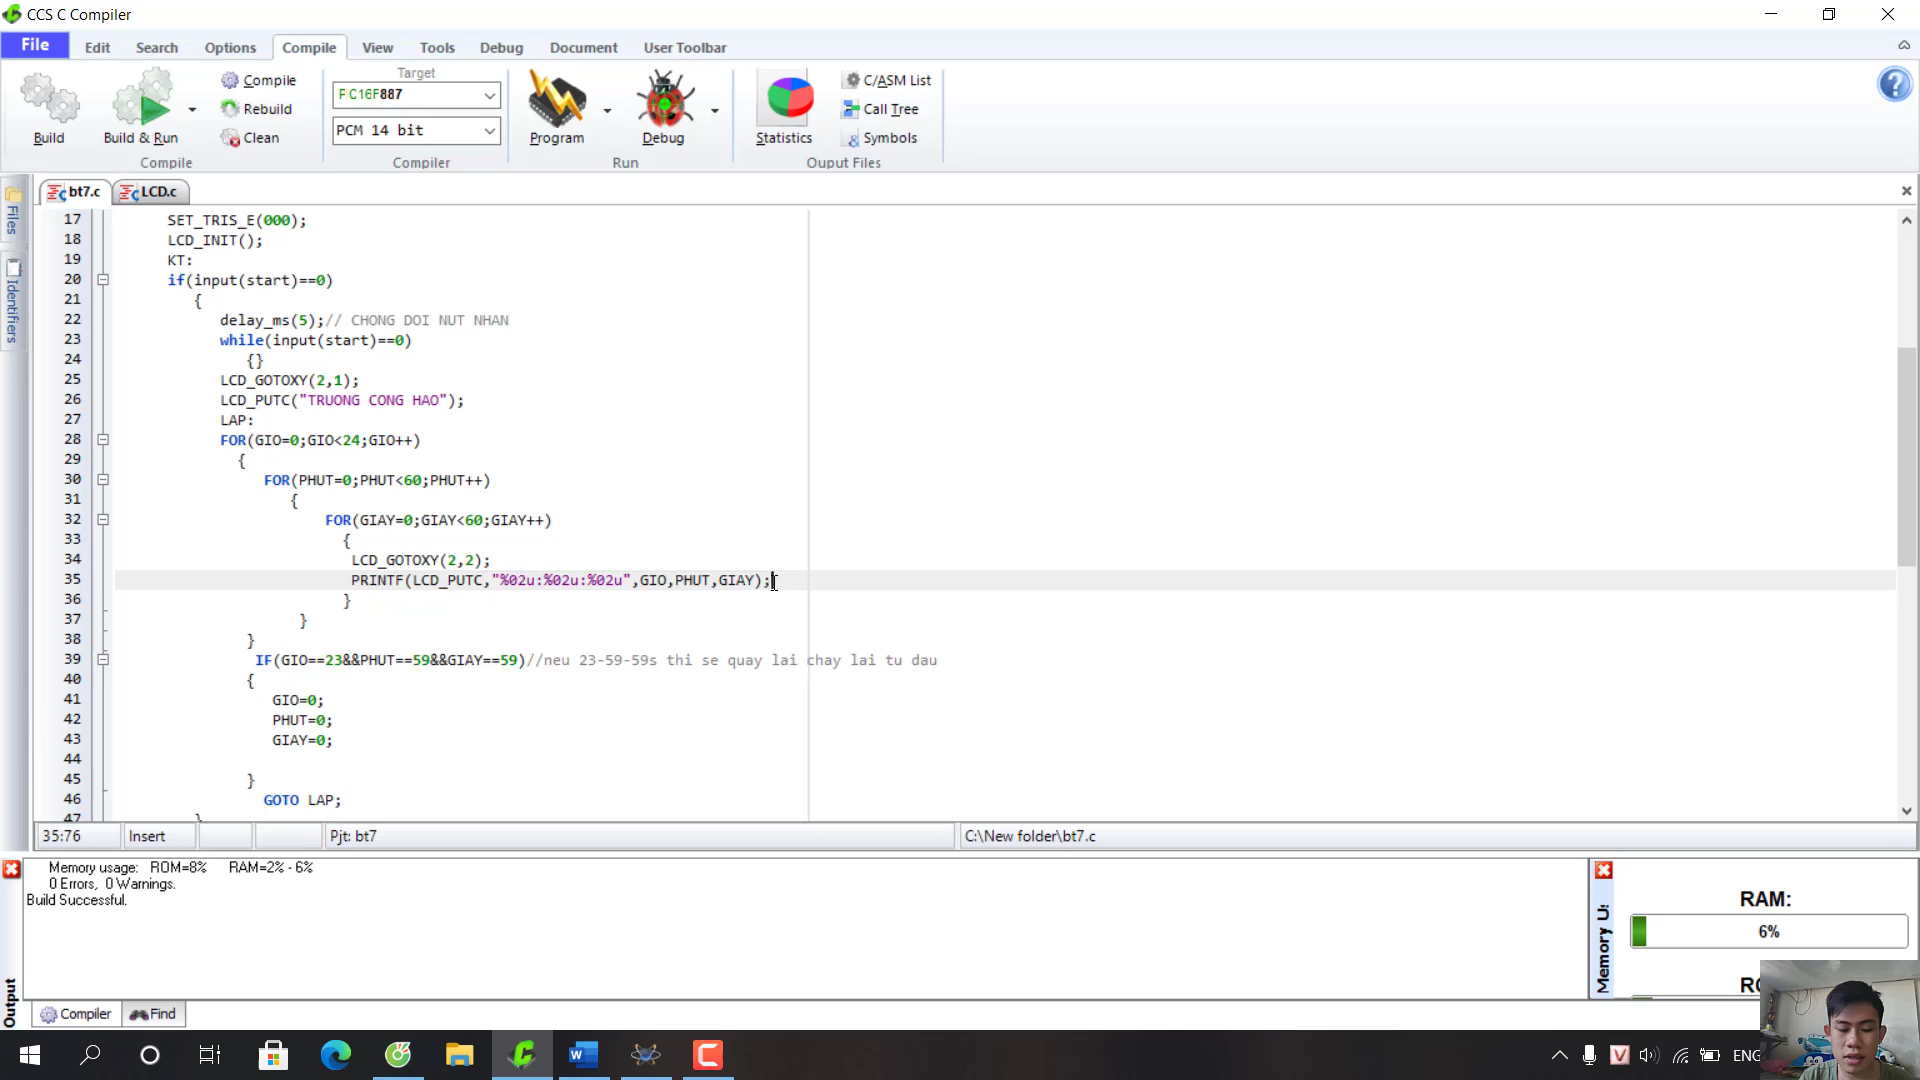 CCS C Compiler
File Edit Search Options Compile View Tools Debug Document User Toolbar
Build
Build & Run
Compile
Rebuild
Clean
Compile
Target
PIC16F887
PCM 14 bit
Compiler
Program
Debug
Run
Statistics
C/ASM List
Call Tree
Symbols
Ouput Files
Files
Identifiers
bt7.c LCD.c
17 SET_TRIS_E(000);
18 LCD_INIT();
19 KT:
20 if(input(start)==0)
21 {
22 delay_ms(5);// CHONG DOI NUT NHAN
23 while(input(start)==0)
24 {}
25 LCD_GOTOXY(2,1);
26 LCD_PUTC("TRUONG CONG HAO");
27 LAP:
28 FOR(GIO=0;GIO<24;GIO++)
29 {
30 FOR(PHUT=0;PHUT<60;PHUT++)
31 {
32 FOR(GIAY=0;GIAY<60;GIAY++)
33 {
34 LCD_GOTOXY(2,2);
35 PRINTF(LCD_PUTC,"%02u:%02u:%02u",GIO,PHUT,GIAY);
36 }
37 }
38 }
39 IF(GIO==23&&PHUT==59&&GIAY==59)//neu 23-59-59s thi se quay lai chay lai tu dau
40 {
41 GIO=0;
42 PHUT=0;
43 GIAY=0;
44
45 }
46 GOTO LAP;
47 }
35:76 Insert Pjt: bt7 C:\New folder\bt7.c
Memory usage: ROM=8% RAM=2% - 6%
0 Errors, 0 Warnings.
Build Successful.
Output
Compiler Find
RAM:
6%
ENG